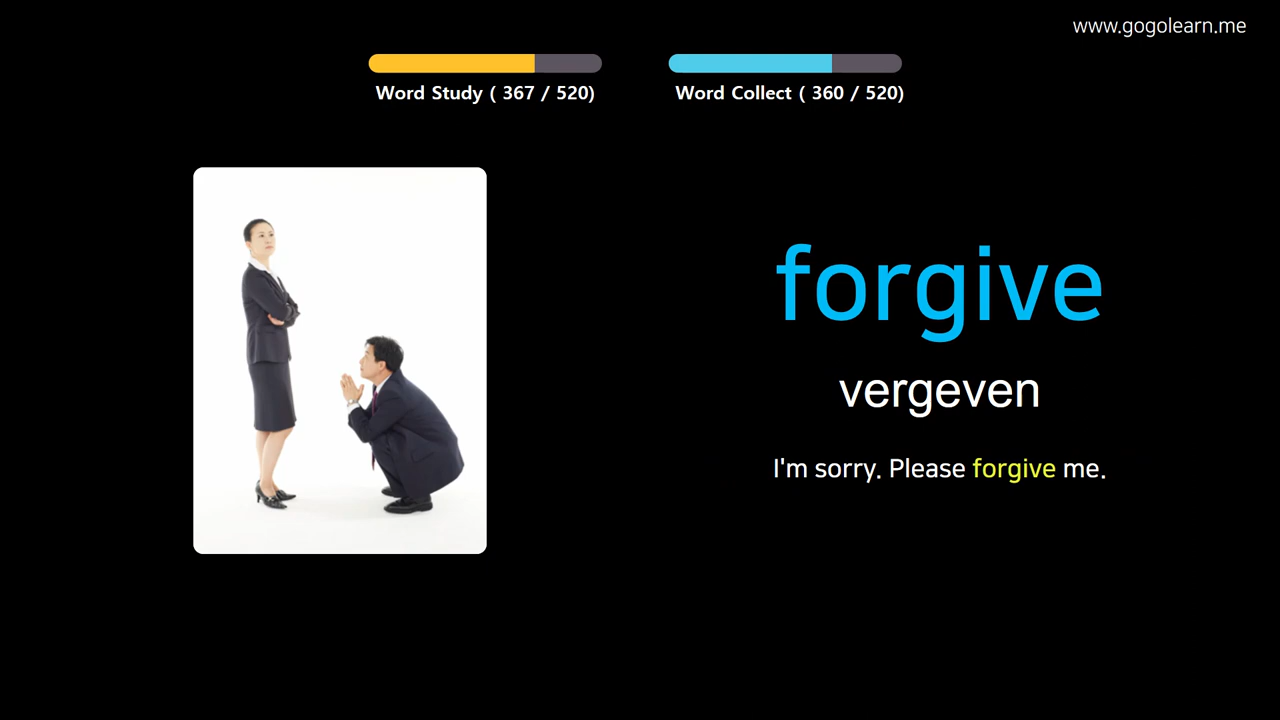 www.gogolearn.me
Word Study ( 367 / 520)
Word Collect ( 360 / 520)
forgive
vergeven
I'm sorry. Please forgive me.